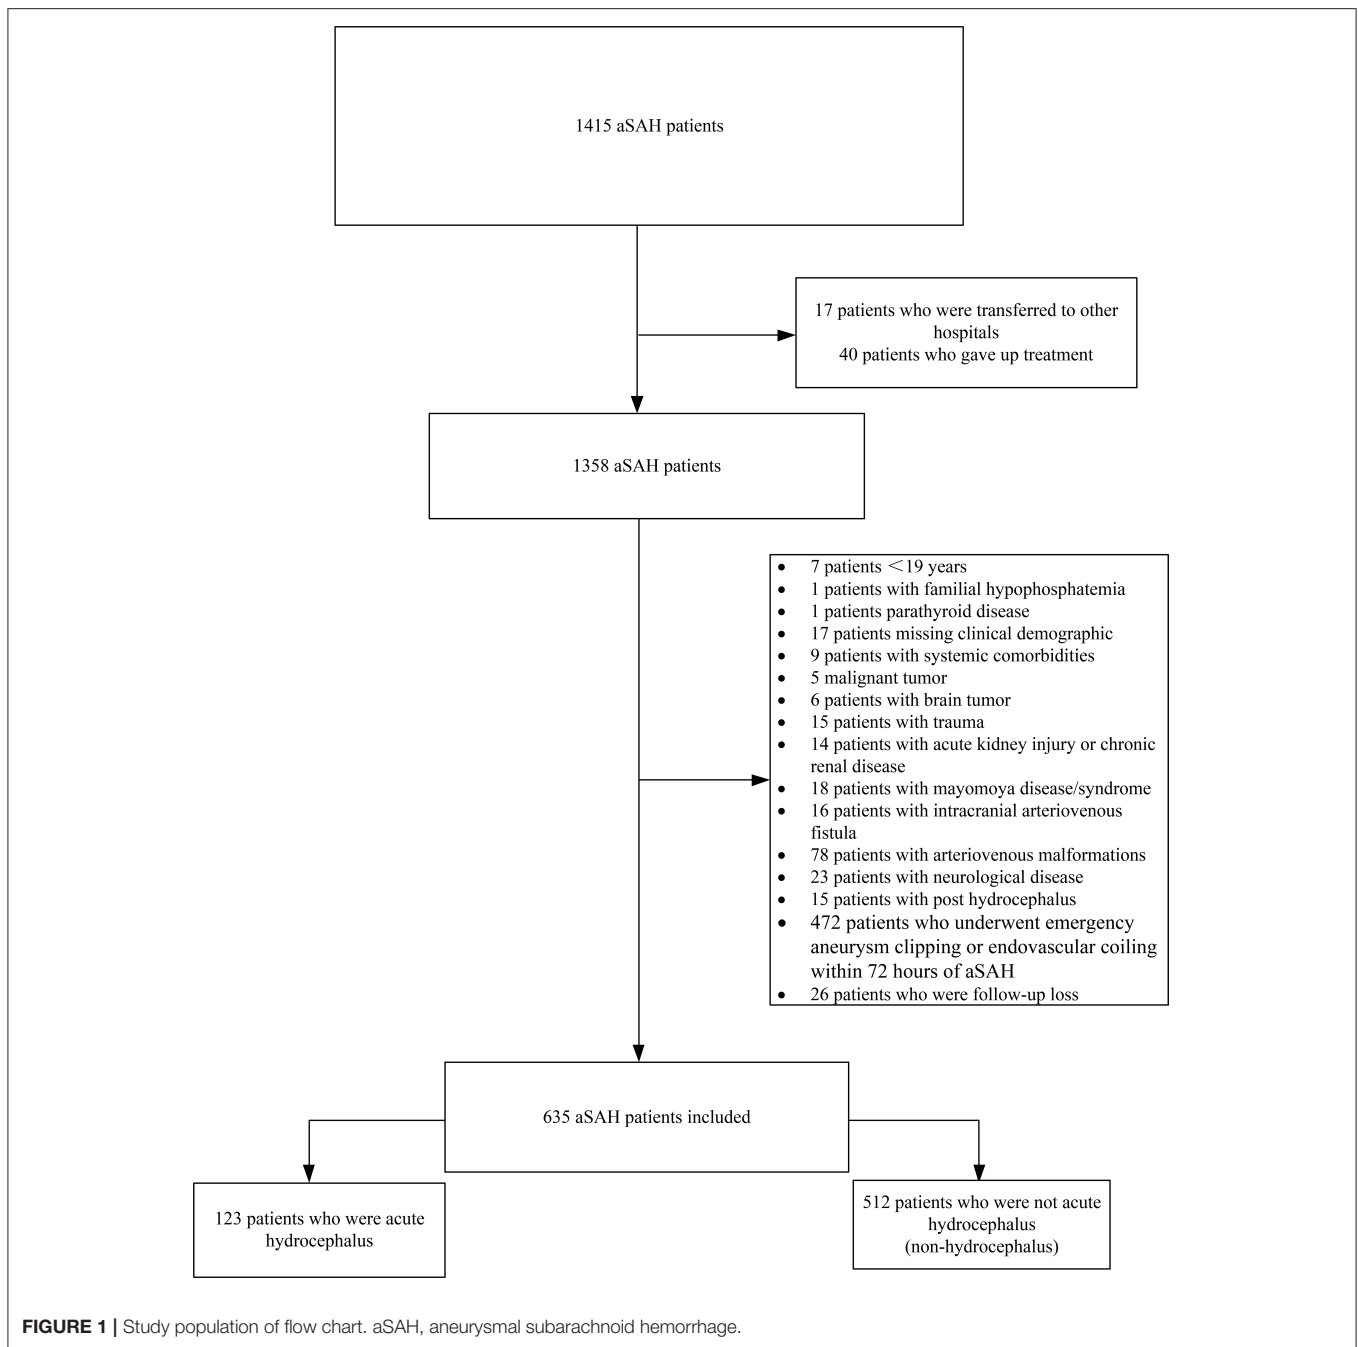 1415 aSAH patients
17 patients who were transferred to other
hospitals
40 patients who gave up treatment
1358 aSAH patients
• 7 patients ＜19 years
• 1 patients with familial hypophosphatemia
• 1 patients parathyroid disease
• 17 patients missing clinical demographic
• 9 patients with systemic comorbidities
• 5 malignant tumor
• 6 patients with brain tumor
• 15 patients with trauma
• 14 patients with acute kidney injury or chronic
renal disease
• 18 patients with mayomoya disease/syndrome
• 16 patients with intracranial arteriovenous
fistula
• 78 patients with arteriovenous malformations
• 23 patients with neurological disease
• 15 patients with post hydrocephalus
• 472 patients who underwent emergency
aneurysm clipping or endovascular coiling
within 72 hours of aSAH
• 26 patients who were follow-up loss
635 aSAH patients included
123 patients who were acute
hydrocephalus
512 patients who were not acute
hydrocephalus
(non-hydrocephalus)
FIGURE 1 | Study population of flow chart. aSAH, aneurysmal subarachnoid hemorrhage.